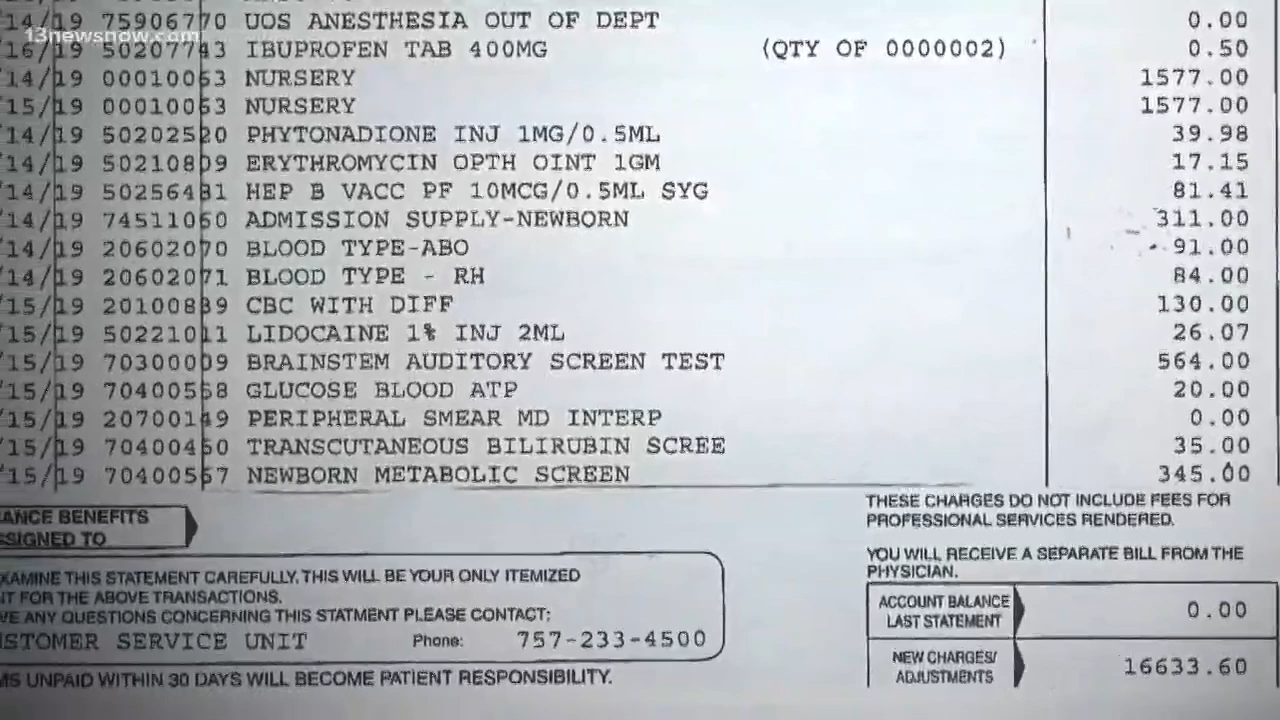 14/19 75906770 UOS ANESTHESIA OUT OF DEPT 0.00
13newsnow.com
16/19 50207743 IBUPROFEN TAB 400MG (QTY OF 0000002) 0.50
/14/19 00010063 NURSERY 1577.00
/15/19 00010063 NURSERY 1577.00
/14/19 50202520 PHYTONADIONE INJ 1MG/0.5ML 39.98
/14/19 50210809 ERYTHROMYCIN OPTH OINT 1GM 17.15
/14/19 50256481 HEP B VACC PF 10MCG/0.5ML SYG 81.41
/14/19 74511060 ADMISSION SUPPLY-NEWBORN 311.00
/14/19 20602070 BLOOD TYPE-ABO 91.00
/14/19 20602071 BLOOD TYPE - RH 84.00
/15/19 20100889 CBC WITH DIFF 130.00
/15/19 50221011 LIDOCAINE 1% INJ 2ML 26.07
/15/19 70300009 BRAINSTEM AUDITORY SCREEN TEST 564.00
/15/19 70400568 GLUCOSE BLOOD ATP 20.00
/15/19 20700149 PERIPHERAL SMEAR MD INTERP 0.00
/15/19 70400460 TRANSCUTANEOUS BILIRUBIN SCREE 35.00
/15/19 70400567 NEWBORN METABOLIC SCREEN 345.00
ANCE BENEFITS
SSIGNED TO
XAMINE THIS STATEMENT CAREFULLY, THIS WILL BE YOUR ONLY ITEMIZED
T FOR THE ABOVE TRANSACTIONS.
VE ANY QUESTIONS CONCERNING THIS STATMENT PLEASE CONTACT:
STOMER SERVICE UNIT Phone: 757-233-4500
MS UNPAID WITHIN 30 DAYS WILL BECOME PATIENT RESPONSIBILITY.
THESE CHARGES DO NOT INCLUDE FEES FOR
PROFESSIONAL SERVICES RENDERED.
YOU WILL RECEIVE A SEPARATE BILL FROM THE
PHYSICIAN.
ACCOUNT BALANCE
LAST STATEMENT 0.00
NEW CHARGES/
ADJUSTMENTS 16633.60